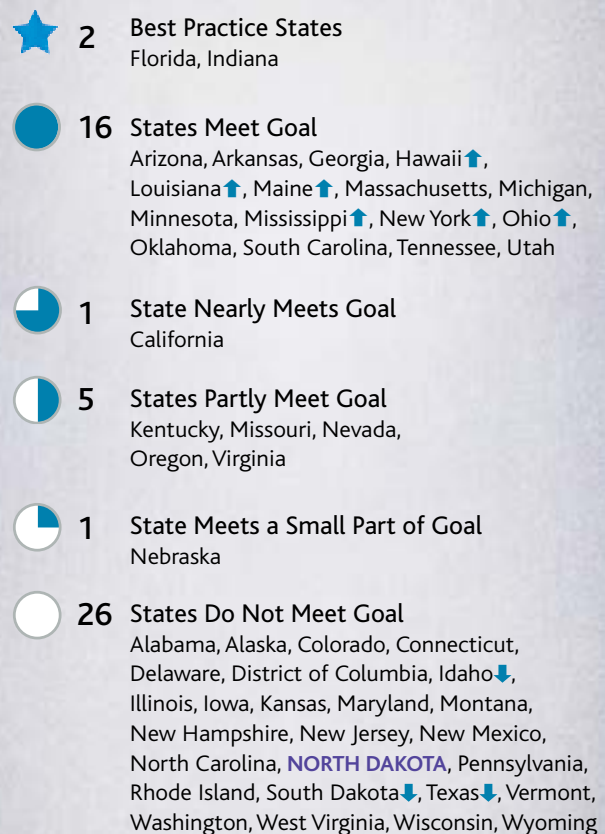 2 Best Practice States
Florida, Indiana
16 States Meet Goal
Arizona, Arkansas, Georgia, Hawaii⬆,
Louisiana⬆, Maine⬆, Massachusetts, Michigan,
Minnesota, Mississippi⬆, New York⬆, Ohio⬆,
Oklahoma, South Carolina, Tennessee, Utah
1 State Nearly Meets Goal
California
5 States Partly Meet Goal
Kentucky, Missouri, Nevada,
Oregon, Virginia
1 State Meets a Small Part of Goal
Nebraska
26 States Do Not Meet Goal
Alabama, Alaska, Colorado, Connecticut,
Delaware, District of Columbia, Idaho⬇,
Illinois, Iowa, Kansas, Maryland, Montana,
New Hampshire, New Jersey, New Mexico,
North Carolina, NORTH DAKOTA, Pennsylvania,
Rhode Island, South Dakota⬇, Texas⬇, Vermont,
Washington, West Virginia, Wisconsin, Wyoming